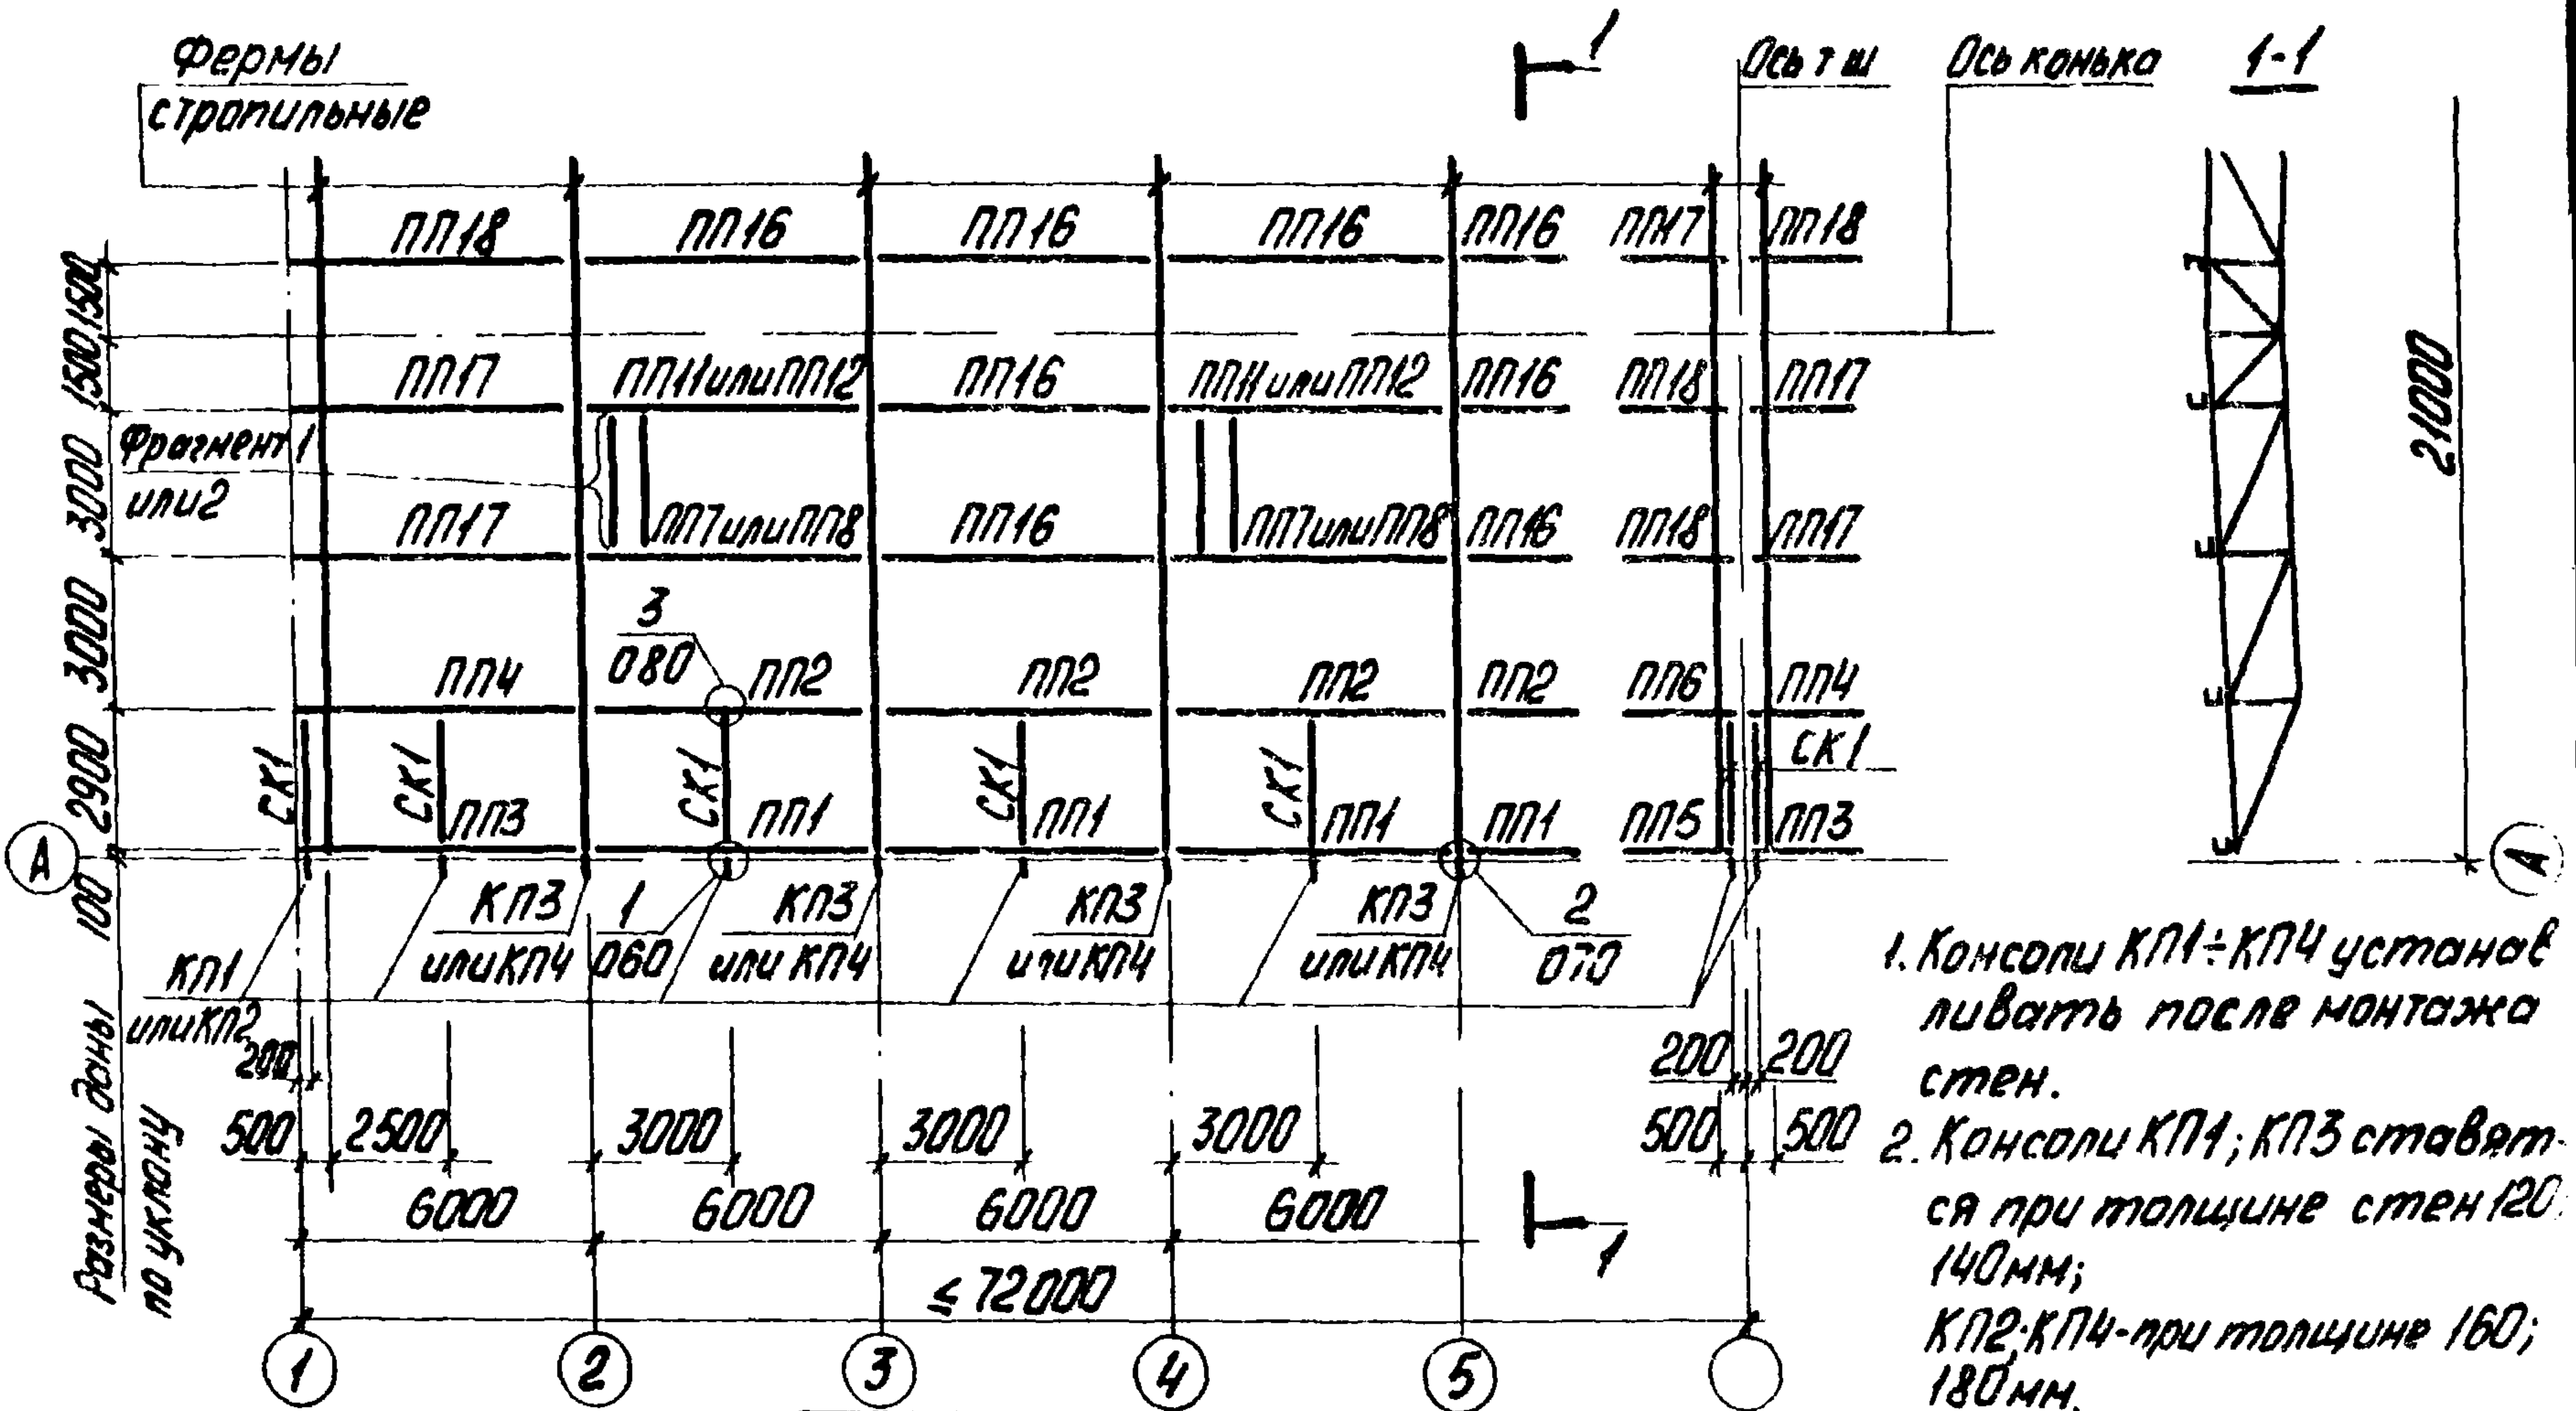 Фермы
стропильные
1
Ось т ш
Ось конька
1-1
ПП18 ПП16 ПП16 ПП16 ПП16 ПП17 ПП18
1500 1500
ПП17 ПП11 или ПП12 ПП16 ПП11 или ПП12 ПП16 ПП18 ПП17
Фрагмент 1
или 2
3000
21000
ПП17 ПП7 или ПП8 ПП16 ПП7 или ПП8 ПП16 ПП18 ПП17
3000
3
080
ПП4 ПП2 ПП2 ПП2 ПП2 ПП6 ПП4
2900
СК1 СК1 СК1 СК1 СК1 СК1
ПП3 ПП1 ПП1 ПП1 ПП1 ПП5 ПП3
А
А
100
КП3
или КП4
1
060
КП3
или КП4
КП3
или КП4
КП3
или КП4
2
070
КП1
или КП2
Размеры даны
по уклону
200 200 200
500 2500 3000 3000 3000 500 500
6000 6000 6000 6000
1
≤ 72000
1 2 3 4 5
1. Консоли КП1÷КП4 устанав
ливать после монтажа
стен.
2. Консоли КП1; КП3 ставят-
ся при толщине стен 120;
140мм;
КП2; КП4-при толщине 160;
180мм.